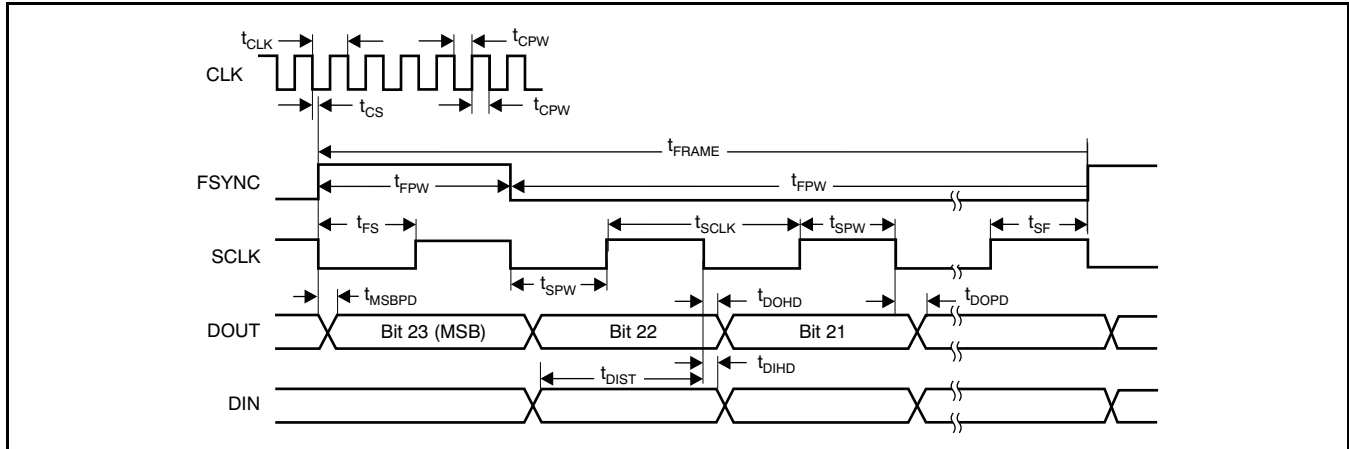 tCLK
tCPW
CLK
tCS
tCPW
tFRAME
FSYNC
tFPW
tFPW
tFS
tSCLK
tSPW
tSF
SCLK
tSPW
tMSBPD
tDOHD
tDOPD
DOUT
Bit 23 (MSB)
Bit 22
Bit 21
tDIST
tDIHD
DIN